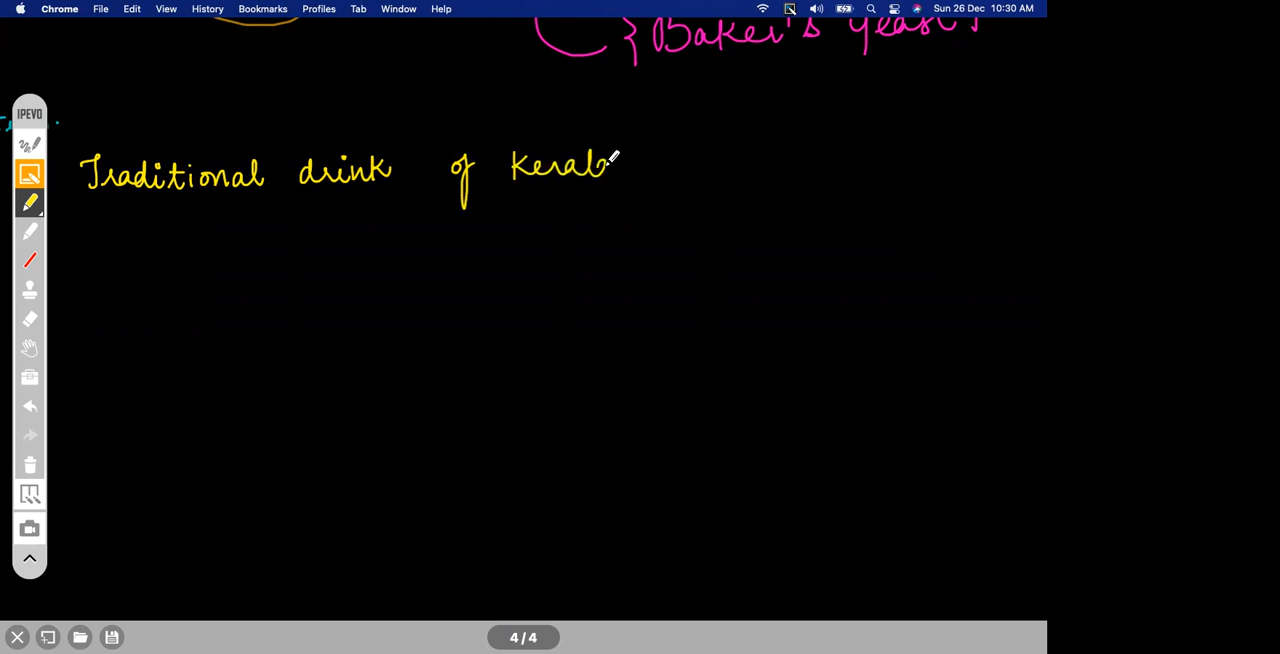 Chrome File Edit View History Bookmarks Profiles Tab Window Help Sun 26 Dec 10:30 AM
{ Baker's yeast }
IPEVO
Traditional drink of Kerala
4/4